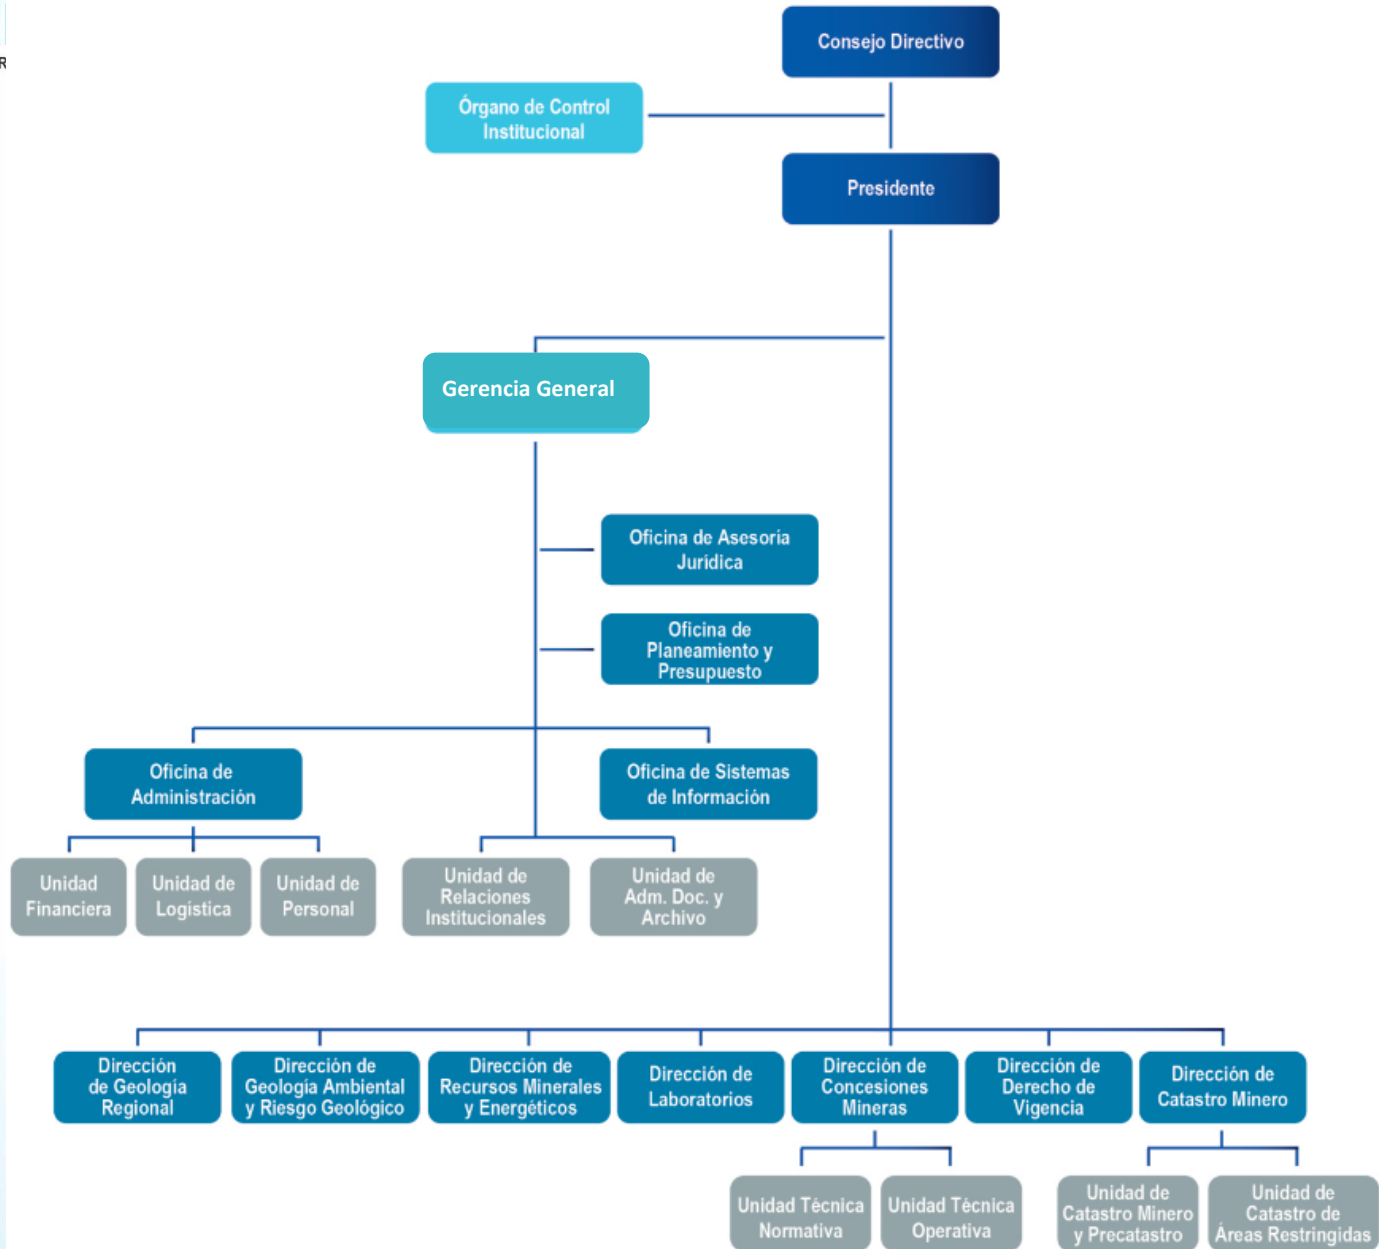 Consejo Directivo
R
Órgano de Control
Institucional
Presidente
Gerencia General
Oficina de Asesoría
Jurídica
Oficina de
Planeamiento y
Presupuesto
Oficina de
Administración
Oficina de Sistemas
de Información
Unidad
Financiera
Unidad de
Logística
Unidad de
Personal
Unidad de
Relaciones
Institucionales
Unidad de
Adm. Doc. y
Archivo
Dirección
de Geología
Regional
Dirección de
Geología Ambiental
y Riesgo Geológico
Dirección de
Recursos Minerales
y Energéticos
Dirección de
Laboratorios
Dirección de
Concesiones
Mineras
Dirección de
Derecho de
Vigencia
Dirección de
Catastro Minero
Unidad Técnica
Normativa
Unidad Técnica
Operativa
Unidad de
Catastro Minero
y Precatastro
Unidad de
Catastro de
Áreas Restringidas